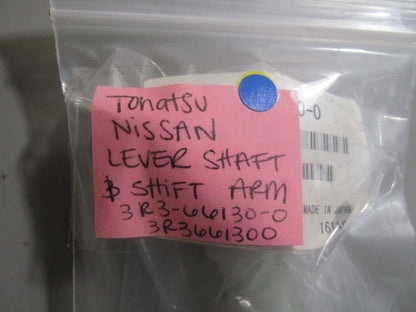 TOHATSU
NISSAN
LEVER SHAFT
& SHIFT ARM
3R3-66130-0
3R3661300
0-0
MADE IN JAPAN